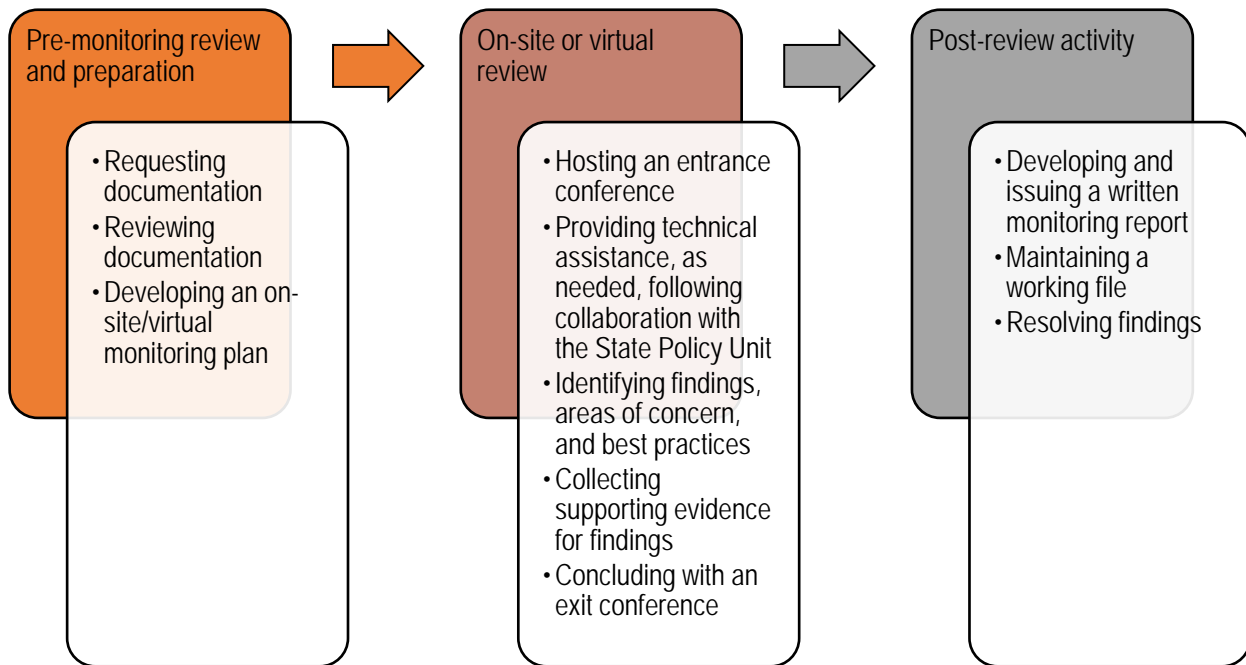 Pre-monitoring review
and preparation
• Requesting
documentation
• Reviewing
documentation
• Developing an on-
site/virtual
monitoring plan
On-site or virtual
review
• Hosting an entrance
conference
• Providing technical
assistance, as
needed, following
collaboration with
the State Policy Unit
• Identifying findings,
areas of concern,
and best practices
• Collecting
supporting evidence
for findings
• Concluding with an
exit conference
Post-review activity
• Developing and
issuing a written
monitoring report
• Maintaining a
working file
• Resolving findings